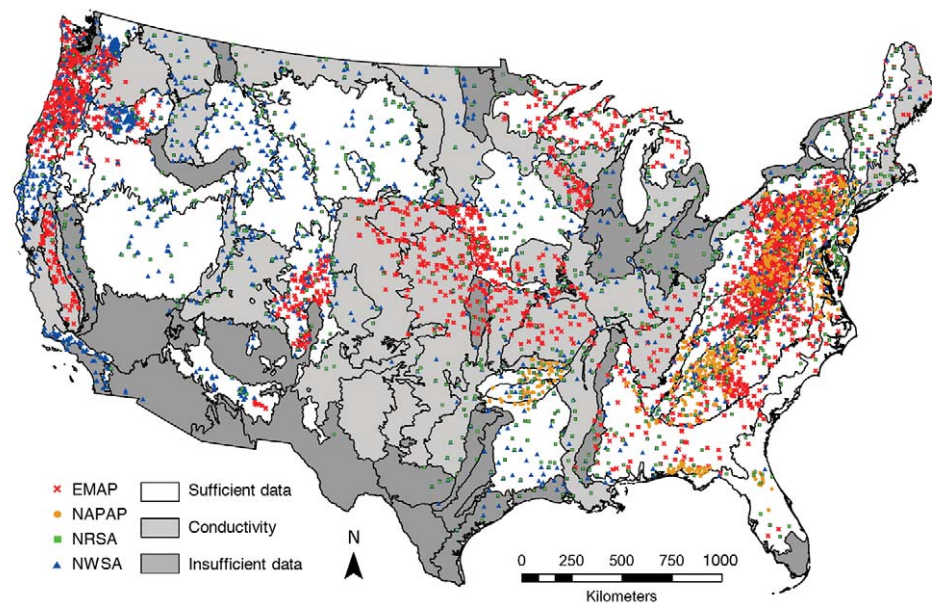 EMAP
NAPAP
NRSA
NWSA
Sufficient data
Conductivity
Insufficient data
N
0 250 500 750 1000
Kilometers